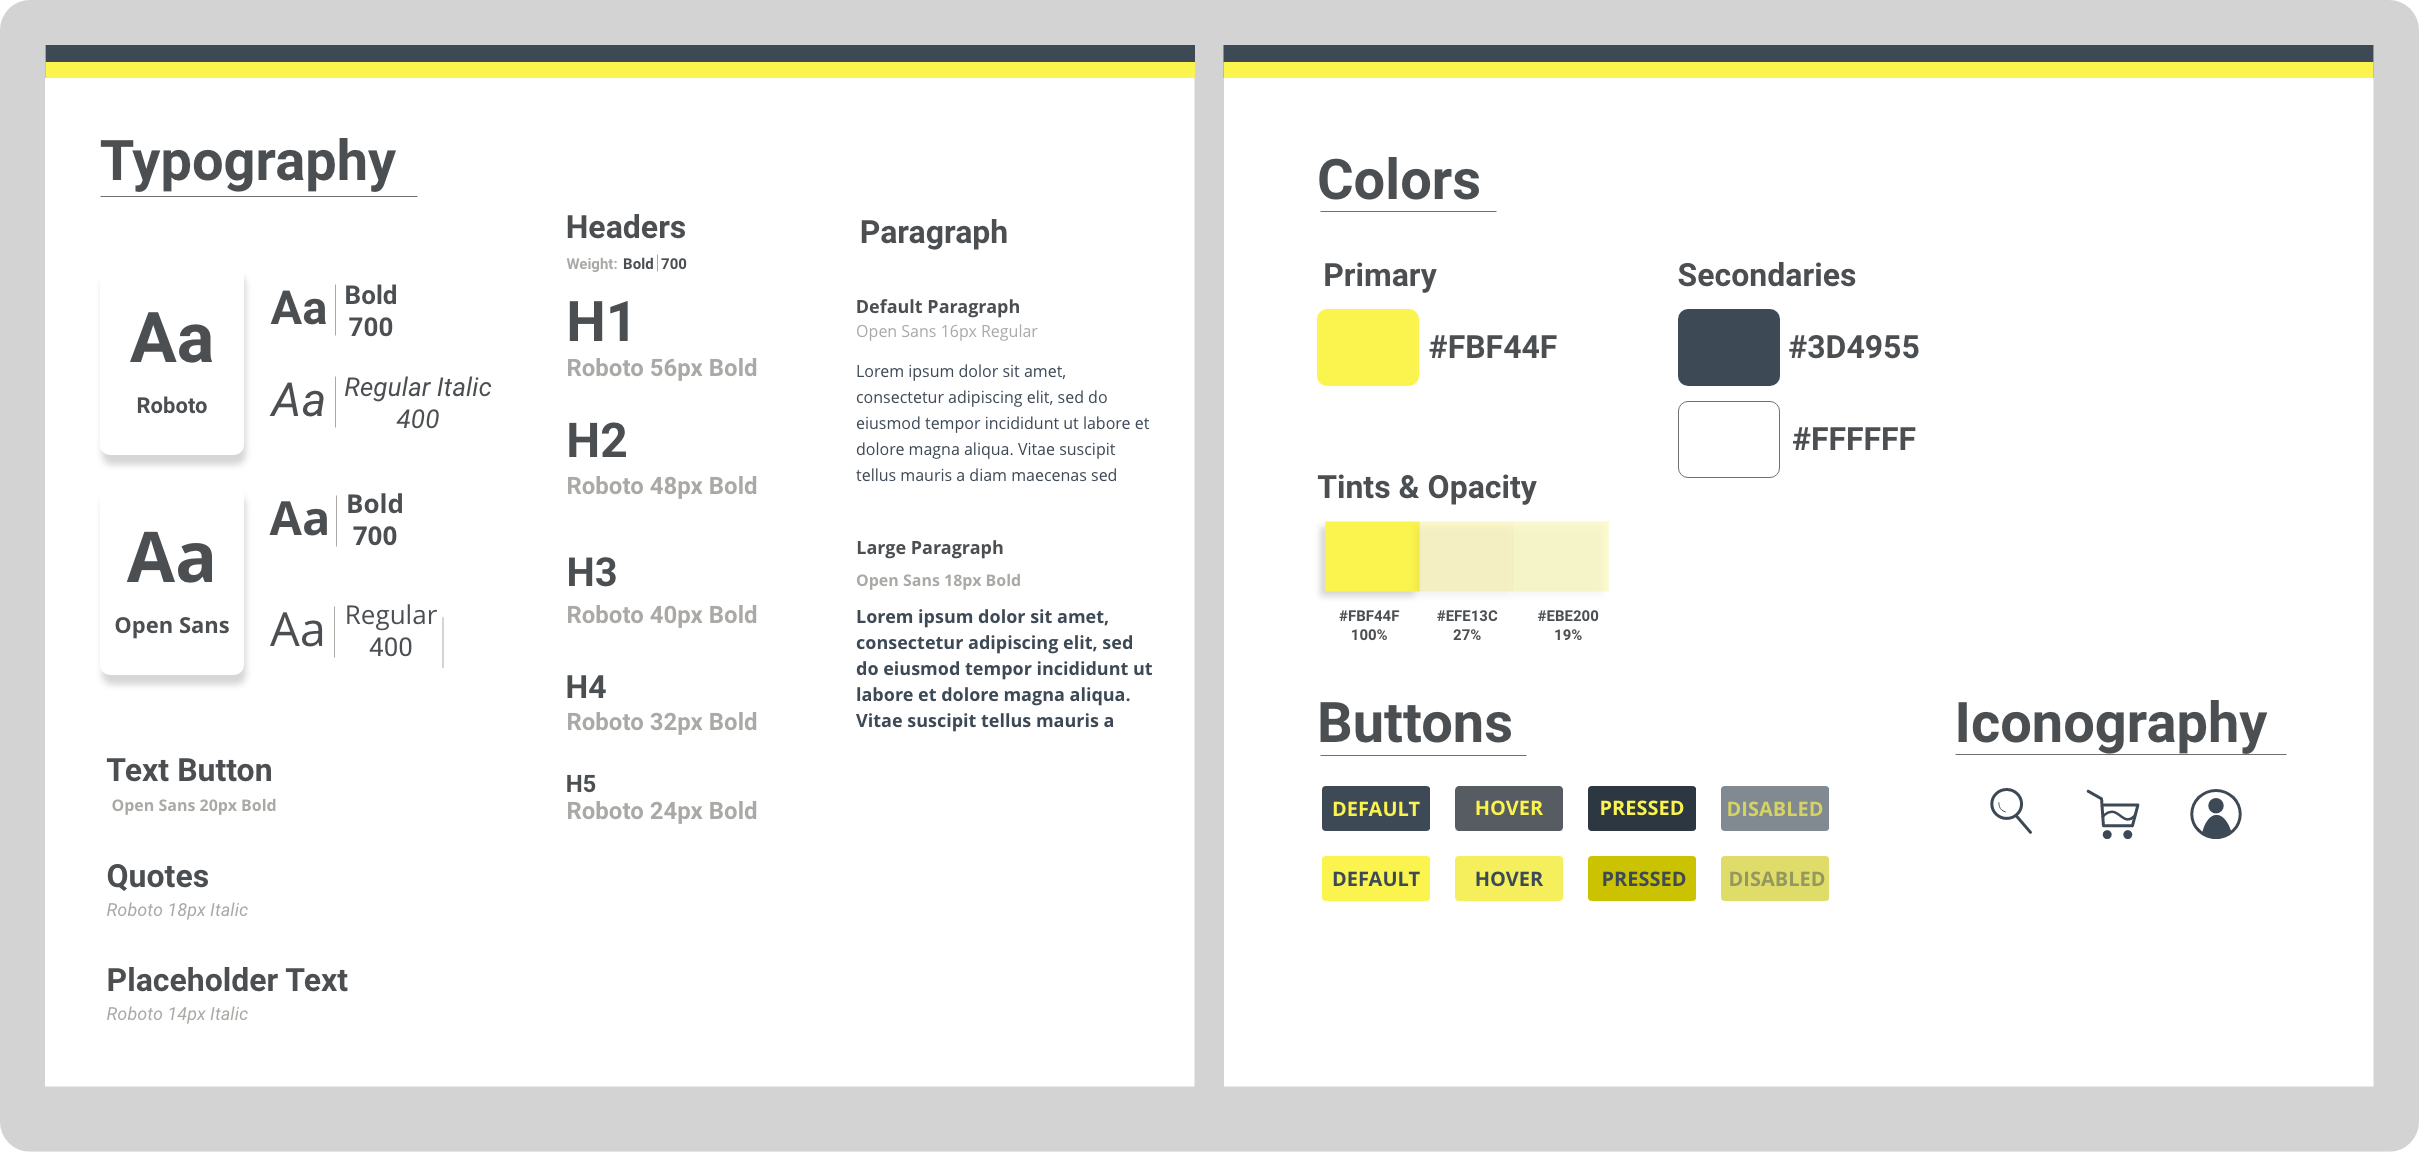 Typography
Aa
Roboto
Aa
Bold
700
Aa
Regular Italic
400
Aa
Open Sans
Aa
Bold
700
Aa
Regular
400
Text Button
Open Sans 20px Bold
Quotes
Roboto 18px Italic
Placeholder Text
Roboto 14px Italic
Headers
Weight: Bold 700
H1
Roboto 56px Bold
H2
Roboto 48px Bold
H3
Roboto 40px Bold
H4
Roboto 32px Bold
H5
Roboto 24px Bold
Paragraph
Default Paragraph
Open Sans 16px Regular
Lorem ipsum dolor sit amet,
consectetur adipiscing elit, sed do
eiusmod tempor incididunt ut labore et
dolore magna aliqua. Vitae suscipit
tellus mauris a diam maecenas sed
Large Paragraph
Open Sans 18px Bold
Lorem ipsum dolor sit amet,
consectetur adipiscing elit, sed
do eiusmod tempor incididunt ut
labore et dolore magna aliqua.
Vitae suscipit tellus mauris a
Colors
Primary
#FBF44F
Secondaries
#3D4955
#FFFFFF
Tints & Opacity
#FBF44F
100%
#EFE13C
27%
#EBE200
19%
Buttons
DEFAULT
HOVER
PRESSED
DISABLED
DEFAULT
HOVER
PRESSED
DISABLED
Iconography